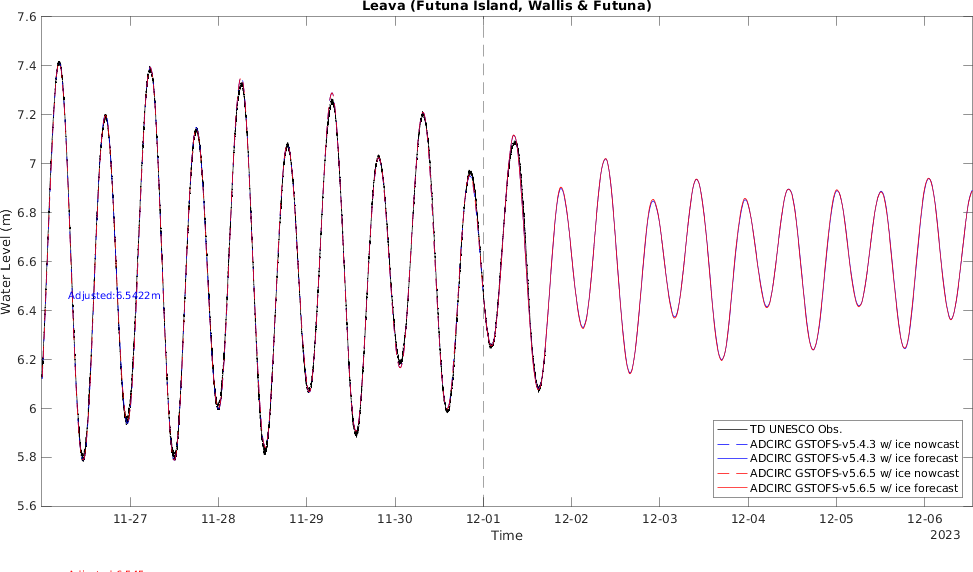 Leava (Futuna Island, Wallis & Futuna)
7.6
7.4
7.2
7
6.8
6.6
6.4
6.2
6
5.8
5.6
Water Level (m)
Adjusted:6.5422m
TD UNESCO Obs.
ADCIRC GSTOFS-v5.4.3 w/ ice nowcast
ADCIRC GSTOFS-v5.4.3 w/ ice forecast
ADCIRC GSTOFS-v5.6.5 w/ ice nowcast
ADCIRC GSTOFS-v5.6.5 w/ ice forecast
11-27 11-28 11-29 11-30 12-01 12-02 12-03 12-04 12-05 12-06
2023
Time